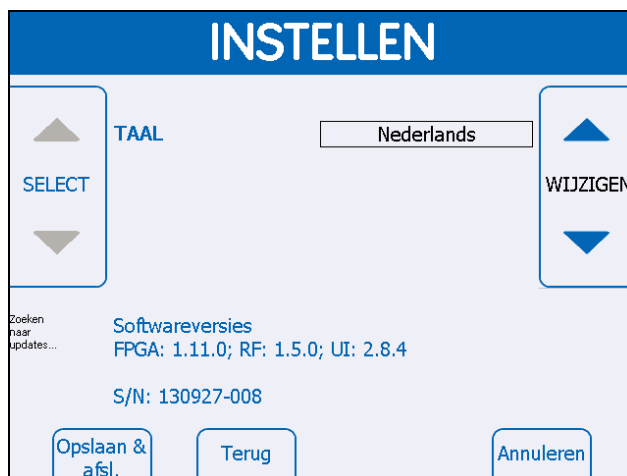 INSTELLEN
TAAL
Nederlands
SELECT
WIJZIGEN
Zoeken
naar
updates...
Softwareversies
FPGA: 1.11.0; RF: 1.5.0; UI: 2.8.4
S/N: 130927-008
Opslaan &
afsl.
Terug
Annuleren